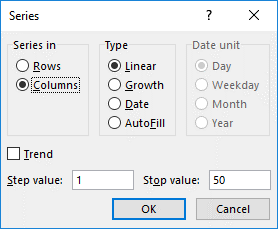 Series
?
Series in
Rows
Columns
Type
Linear
Growth
Date
AutoFill
Date unit
Day
Weekday
Month
Year
Trend
Step value: 1
Stop value: 50
OK
Cancel